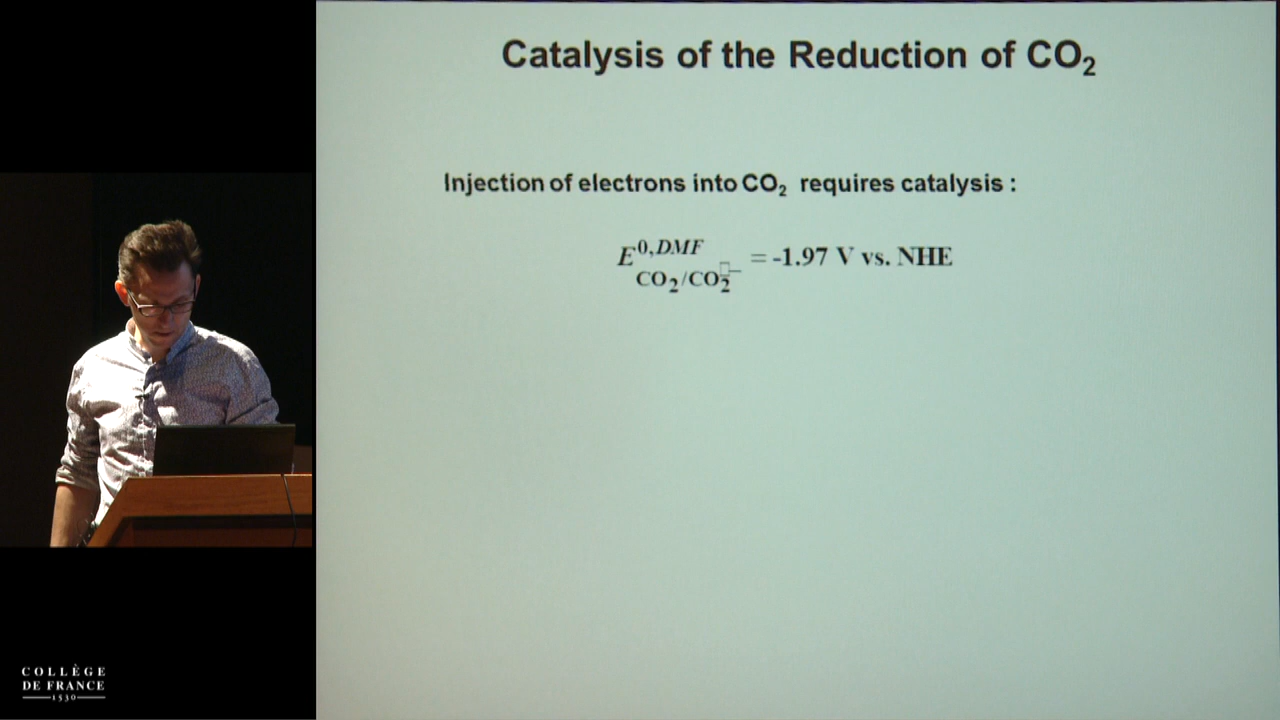 Catalysis of the Reduction of CO₂
Injection of electrons into CO₂ requires catalysis :
E⁰,DMF CO₂/CO₂□− = -1.97 V vs. NHE
COLLÈGE
DE FRANCE
1530